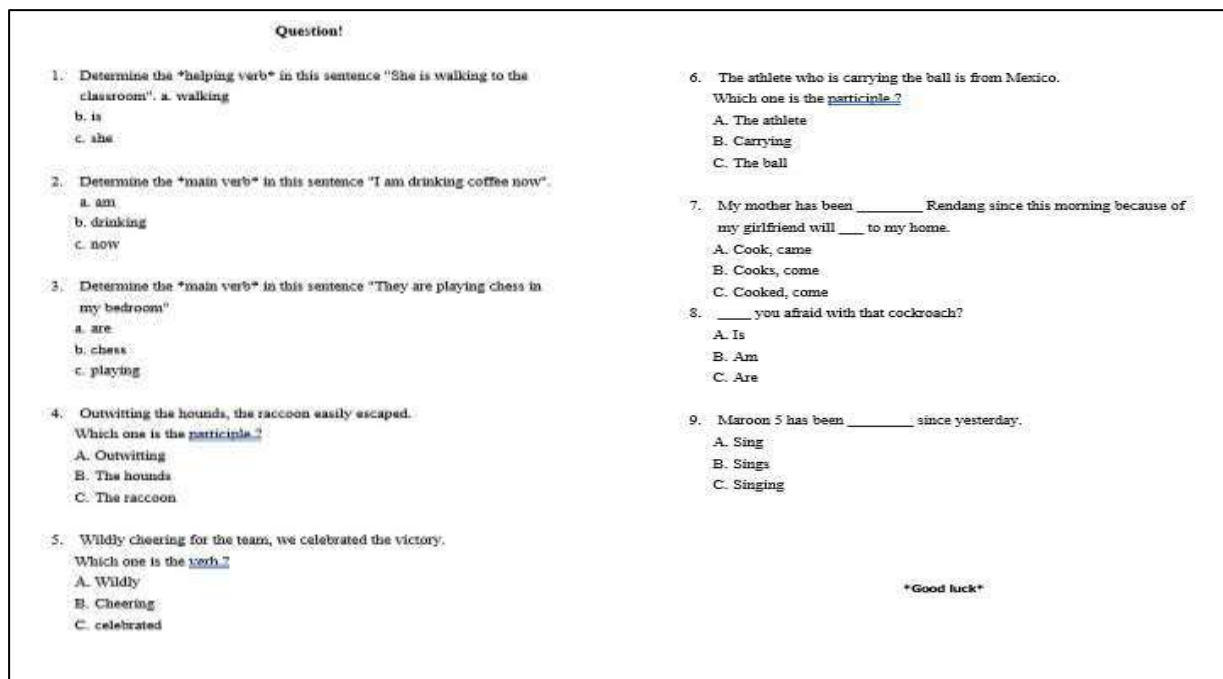 Question!
1. Determine the *helping verb* in this sentence "She is walking to the
classroom". a. walking
b. is
c. she
2. Determine the *main verb* in this sentence "I am drinking coffee now".
a. am
b. drinking
c. now
3. Determine the *main verb* in this sentence "They are playing chess in
my bedroom"
a. are
b. chess
c. playing
4. Outwitting the hounds, the raccoon easily escaped.
Which one is the participle.?
A. Outwitting
B. The hounds
C. The raccoon
5. Wildly cheering for the team, we celebrated the victory.
Which one is the verb.?
A. Wildly
B. Cheering
C. celebrated
6. The athlete who is carrying the ball is from Mexico.
Which one is the participle.?
A. The athlete
B. Carrying
C. The ball
7. My mother has been ________ Rendang since this morning because of
my girlfriend will ___ to my home.
A. Cook, came
B. Cooks, come
C. Cooked, come
8. ____ you afraid with that cockroach?
A. Is
B. Am
C. Are
9. Maroon 5 has been ________ since yesterday.
A. Sing
B. Sings
C. Singing
*Good luck*